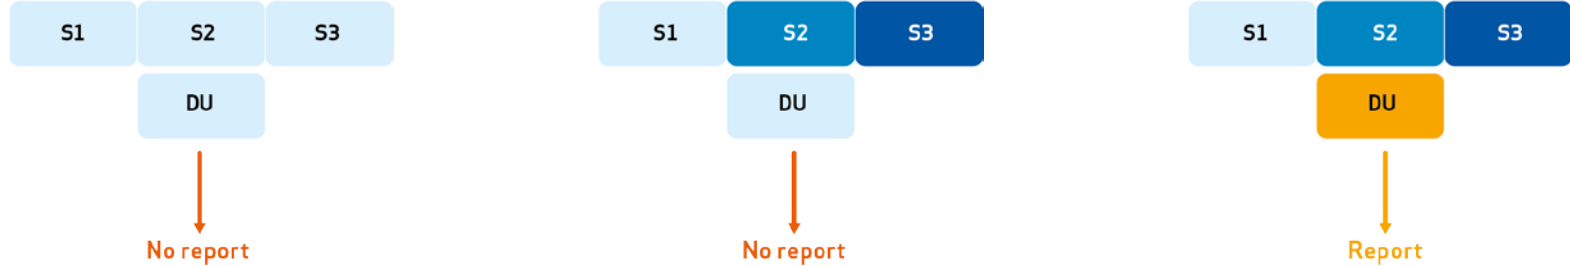 S1 S2 S3
DU
No report
S1 S2 S3
DU
No report
S1 S2 S3
DU
Report